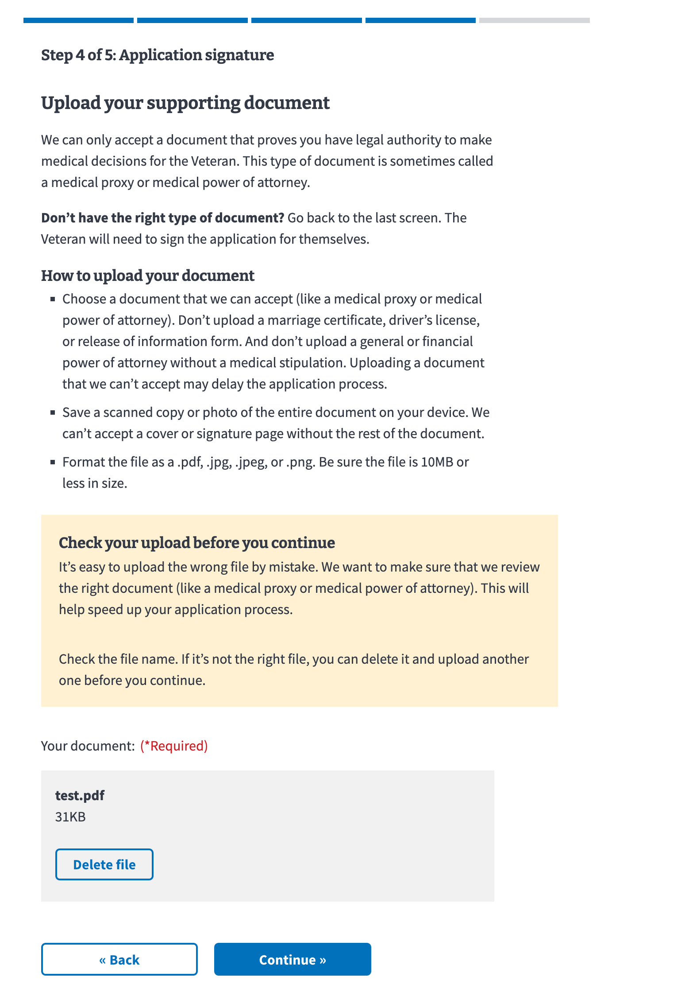 Step 4 of 5: Application signature
Upload your supporting document
We can only accept a document that proves you have legal authority to make
medical decisions for the Veteran. This type of document is sometimes called
a medical proxy or medical power of attorney.
Don’t have the right type of document? Go back to the last screen. The
Veteran will need to sign the application for themselves.
How to upload your document
▪ Choose a document that we can accept (like a medical proxy or medical
power of attorney). Don’t upload a marriage certificate, driver’s license,
or release of information form. And don’t upload a general or financial
power of attorney without a medical stipulation. Uploading a document
that we can’t accept may delay the application process.
▪ Save a scanned copy or photo of the entire document on your device. We
can’t accept a cover or signature page without the rest of the document.
▪ Format the file as a .pdf, .jpg, .jpeg, or .png. Be sure the file is 10MB or
less in size.
Check your upload before you continue
It’s easy to upload the wrong file by mistake. We want to make sure that we review
the right document (like a medical proxy or medical power of attorney). This will
help speed up your application process.
Check the file name. If it’s not the right file, you can delete it and upload another
one before you continue.
Your document: (*Required)
test.pdf
31KB
Delete file
« Back
Continue »